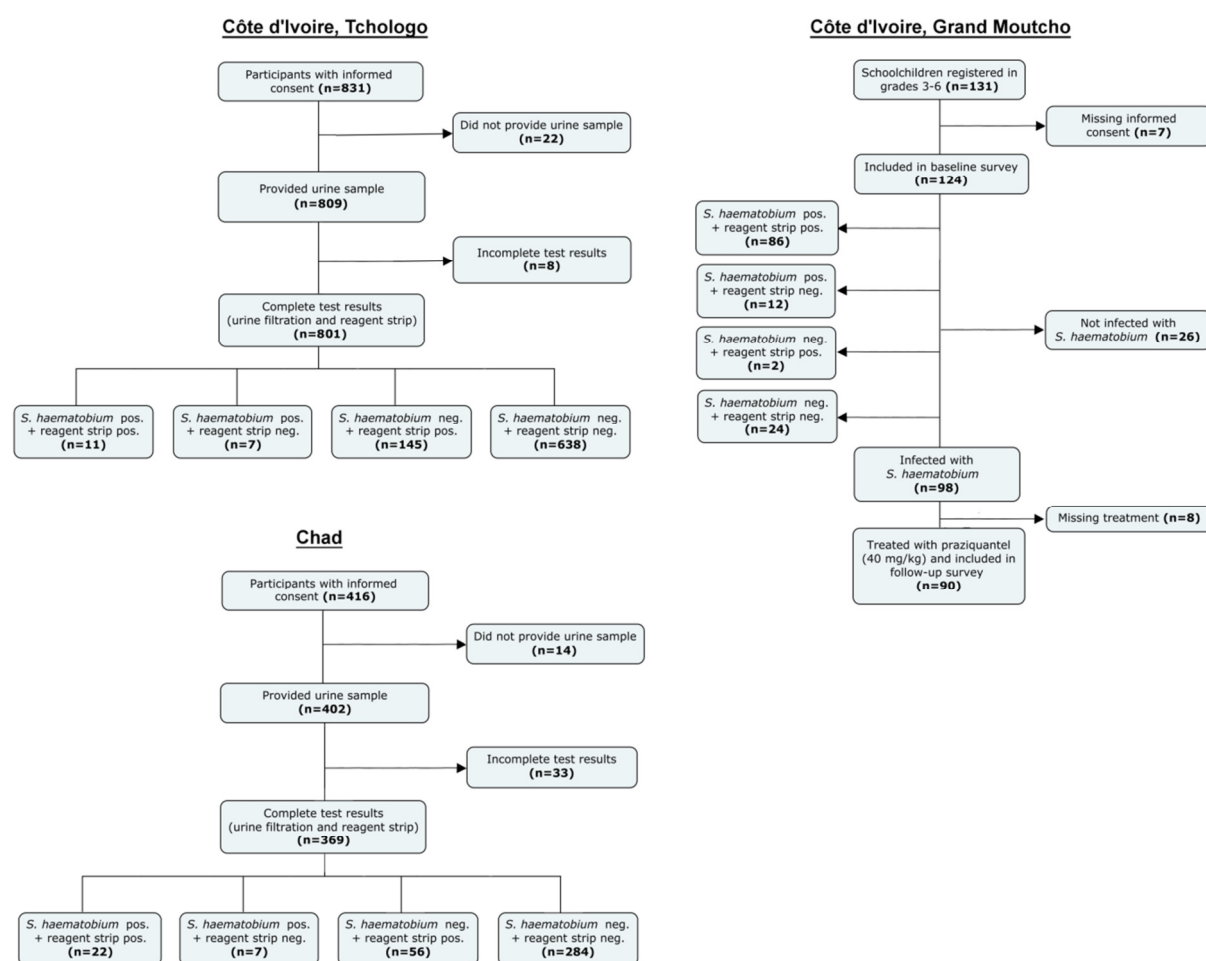 Côte d'Ivoire, Tchologo
Participants with informed
consent (n=831)
Did not provide urine sample
(n=22)
Provided urine sample
(n=809)
Incomplete test results
(n=8)
Complete test results
(urine filtration and reagent strip)
(n=801)
S. haematobium pos.
+ reagent strip pos.
(n=11)
S. haematobium pos.
+ reagent strip neg.
(n=7)
S. haematobium neg.
+ reagent strip pos.
(n=145)
S. haematobium neg.
+ reagent strip neg.
(n=638)
Côte d'Ivoire, Grand Moutcho
Schoolchildren registered in
grades 3-6 (n=131)
Missing informed
consent (n=7)
Included in baseline survey
(n=124)
S. haematobium pos.
+ reagent strip pos.
(n=86)
S. haematobium pos.
+ reagent strip neg.
(n=12)
S. haematobium neg.
+ reagent strip pos.
(n=2)
S. haematobium neg.
+ reagent strip neg.
(n=24)
Not infected with
S. haematobium (n=26)
Infected with
S. haematobium
(n=98)
Missing treatment (n=8)
Treated with praziquantel
(40 mg/kg) and included in
follow-up survey
(n=90)
Chad
Participants with informed
consent (n=416)
Did not provide urine sample
(n=14)
Provided urine sample
(n=402)
Incomplete test results
(n=33)
Complete test results
(urine filtration and reagent strip)
(n=369)
S. haematobium pos.
+ reagent strip pos.
(n=22)
S. haematobium pos.
+ reagent strip neg.
(n=7)
S. haematobium neg.
+ reagent strip pos.
(n=56)
S. haematobium neg.
+ reagent strip neg.
(n=284)